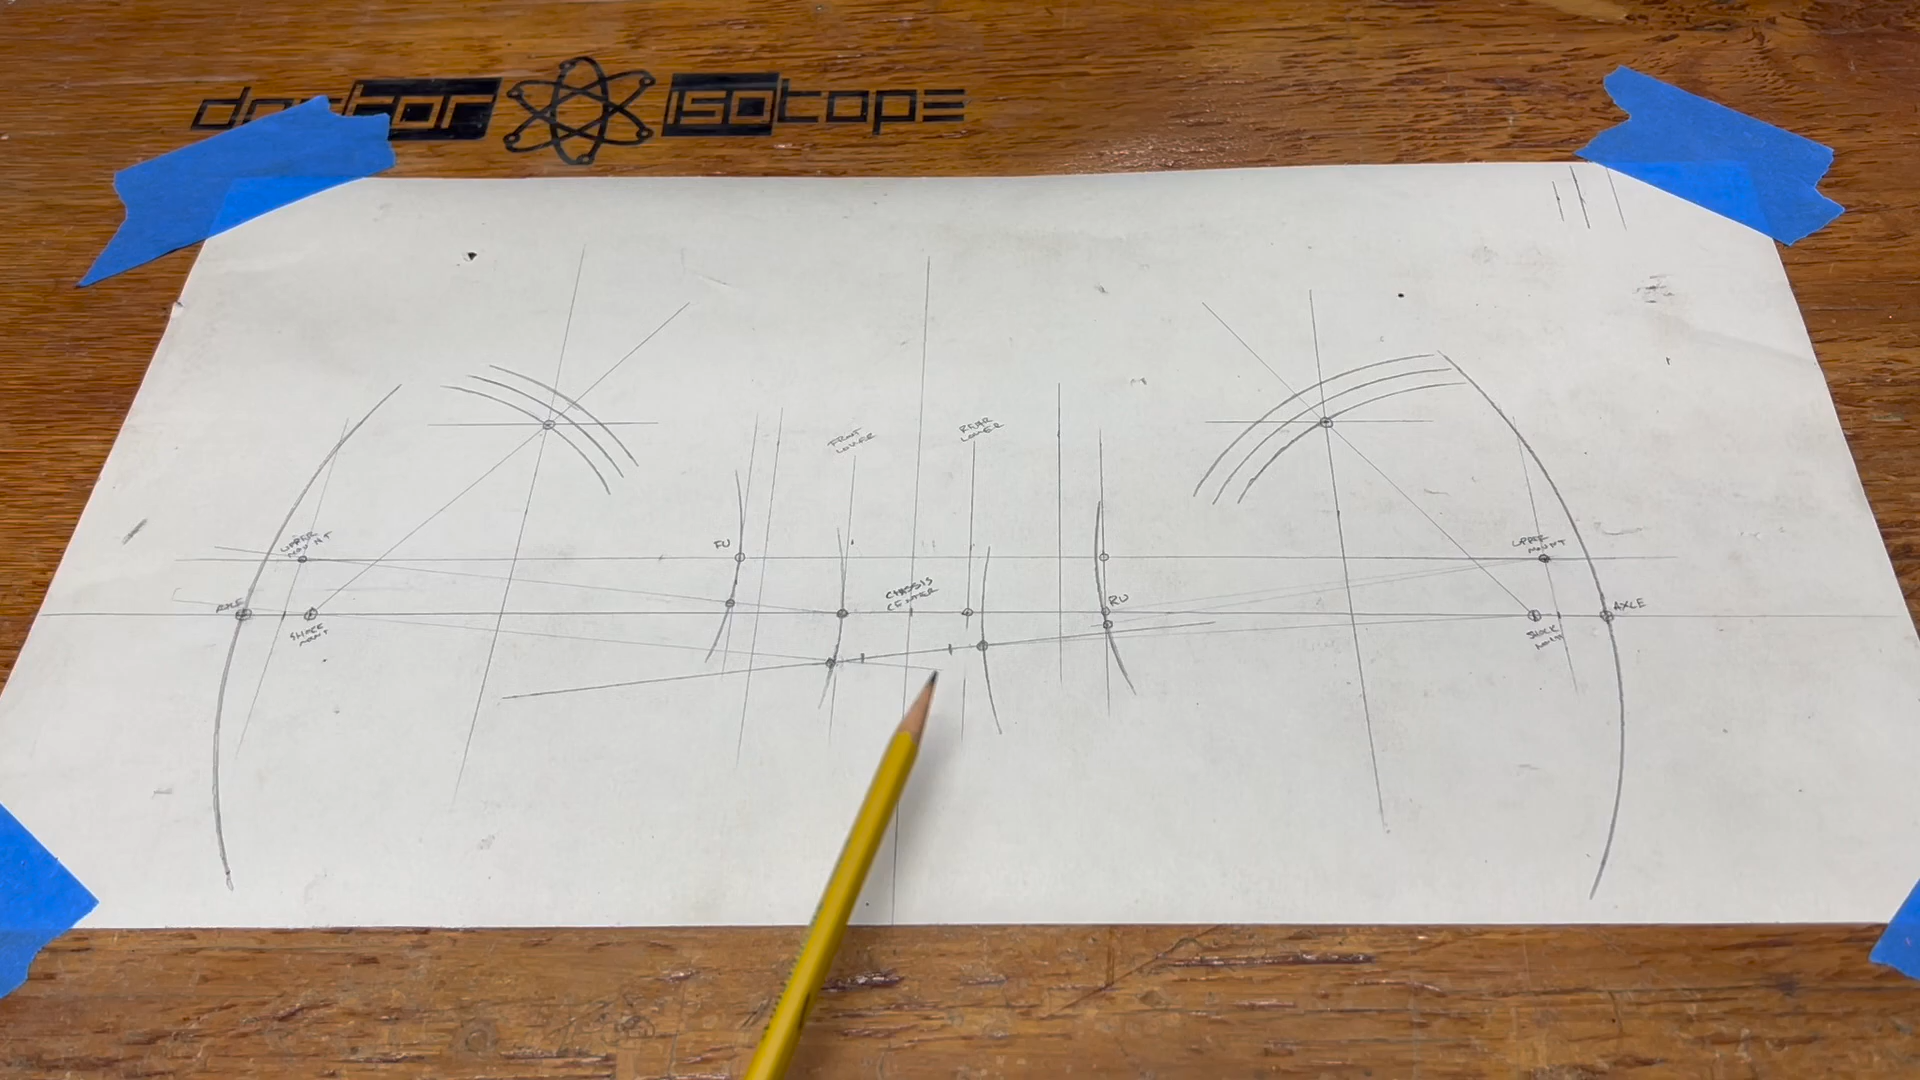 doctor isotope
FRONT
LOWER
REAR
LOWER
UPPER
MOUNT
FU
UPPER
MOUNT
CHASSIS
CENTER
AXLE
RU
AXLE
SHOCK
MOUNT
SHOCK
MOUNT